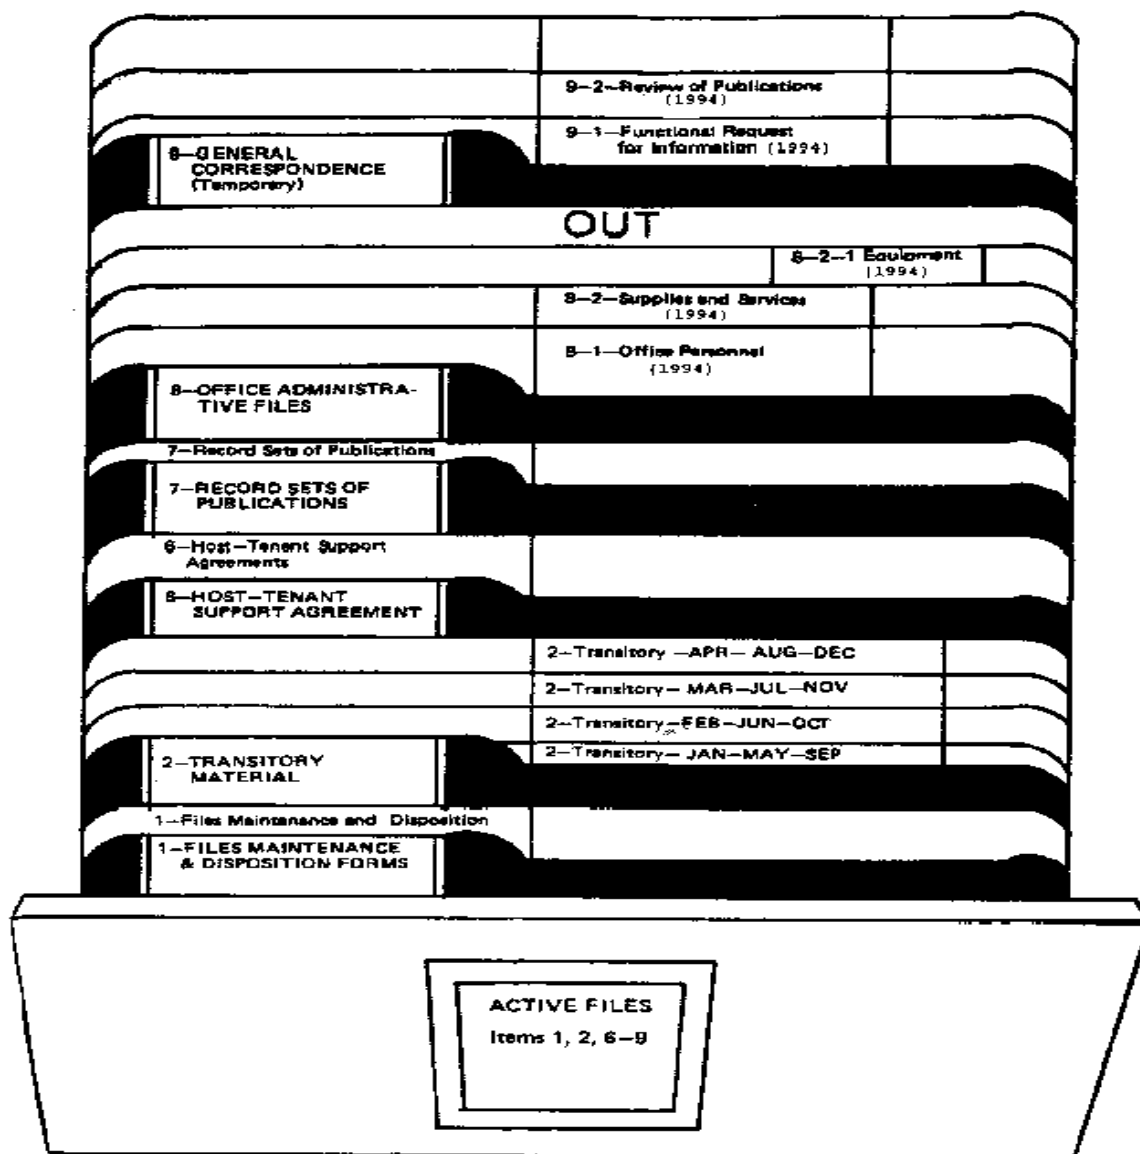 9-2-Review of Publications
(1994)
9-1-Functional Request
for Information (1994)
8-GENERAL
CORRESPONDENCE
(Temporary)
OUT
8-2-1 Equipment
(1994)
8-2-Supplies and Services
(1994)
8-1-Office Personnel
(1994)
8-OFFICE ADMINISTRA-
TIVE FILES
7-Record Sets of Publications
7-RECORD SETS OF
PUBLICATIONS
6-Host-Tenant Support
Agreements
6-HOST-TENANT
SUPPORT AGREEMENT
2-Transitory -APR- AUG-DEC
2-Transitory- MAR-JUL-NOV
2-Transitory-FEB-JUN-OCT
2-Transitory- JAN-MAY-SEP
2-TRANSITORY
MATERIAL
1-Files Maintenance and Disposition
1-FILES MAINTENANCE
& DISPOSITION FORMS
ACTIVE FILES
Items 1, 2, 6-9